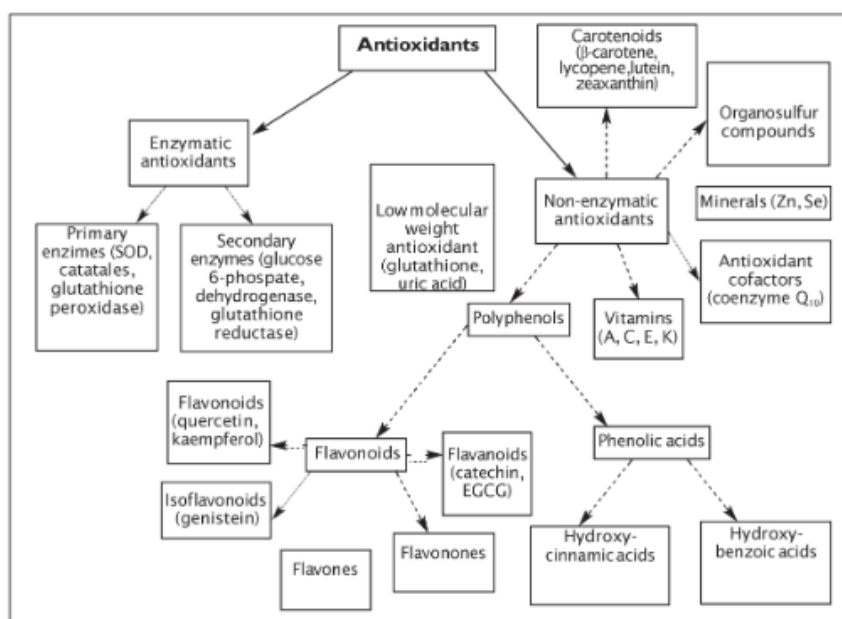 Antioxidants
Carotenoids
(β-carotene,
lycopene,lutein,
zeaxanthin)
Organosulfur
compounds
Enzymatic
antioxidants
Low molecular
weight
antioxidant
(glutathione,
uric acid)
Non-enzymatic
antioxidants
Minerals (Zn, Se)
Primary
enzimes (SOD,
catatales,
glutathione
peroxidase)
Secondary
enzymes (glucose
6-phospate,
dehydrogenase,
glutathione
reductase)
Antioxidant
cofactors
(coenzyme Q₁₀)
Polyphenols
Vitamins
(A, C, E, K)
Flavonoids
(quercetin,
kaempferol)
Flavonoids
Flavanoids
(catechin,
EGCG)
Phenolic acids
Isoflavonoids
(genistein)
Flavones
Flavonones
Hydroxy-
cinnamic acids
Hydroxy-
benzoic acids